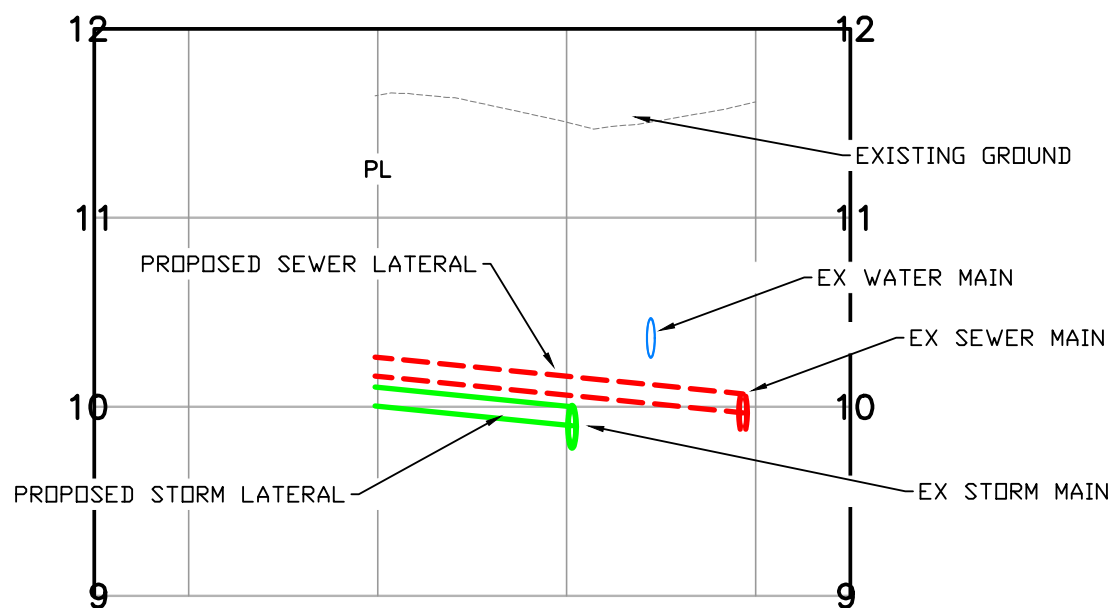 12 12
EXISTING GROUND
PL
11 11
PROPOSED SEWER LATERAL
EX WATER MAIN
EX SEWER MAIN
10 10
PROPOSED STORM LATERAL
EX STORM MAIN
9 9